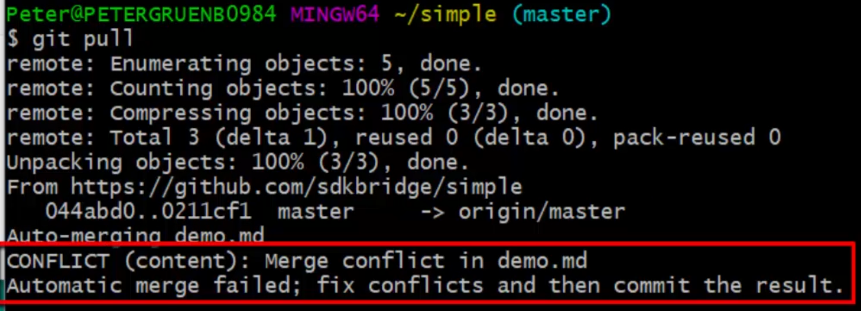 Peter@PETERGRUENB0984 MINGW64 ~/simple (master)
$ git pull
remote: Enumerating objects: 5, done.
remote: Counting objects: 100% (5/5), done.
remote: Compressing objects: 100% (3/3), done.
remote: Total 3 (delta 1), reused 0 (delta 0), pack-reused 0
Unpacking objects: 100% (3/3), done.
From https://github.com/sdkbridge/simple
   044abd0..0211cf1  master     -> origin/master
Auto-merging demo.md
CONFLICT (content): Merge conflict in demo.md
Automatic merge failed; fix conflicts and then commit the result.